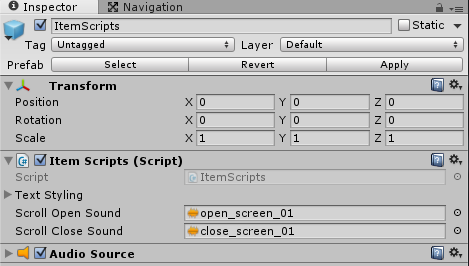 Inspector Navigation
ItemScripts Static
Tag Untagged Layer Default
Prefab Select Revert Apply
Transform
Position X 0 Y 0 Z 0
Rotation X 0 Y 0 Z 0
Scale X 1 Y 1 Z 1
Item Scripts (Script)
Script ItemScripts
Text Styling
Scroll Open Sound open_screen_01
Scroll Close Sound close_screen_01
Audio Source